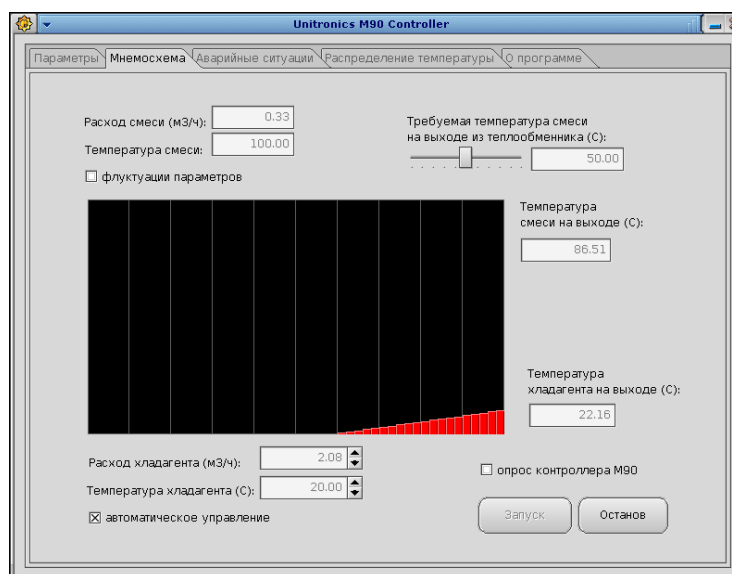 Unitronics M90 Controller
Параметры Мнемосхема Аварийные ситуации Распределение температуры О программе
Расход смеси (м3/ч): 0.33
Температура смеси: 100.00
флуктуации параметров
Требуемая температура смеси
на выходе из теплообменника (С):
50.00
Температура
смеси на выходе (С):
86.51
Температура
хладагента на выходе (С):
22.16
Расход хладагента (м3/ч): 2.08
Температура хладагента (С): 20.00
автоматическое управление
опрос контроллера М90
Запуск Останов